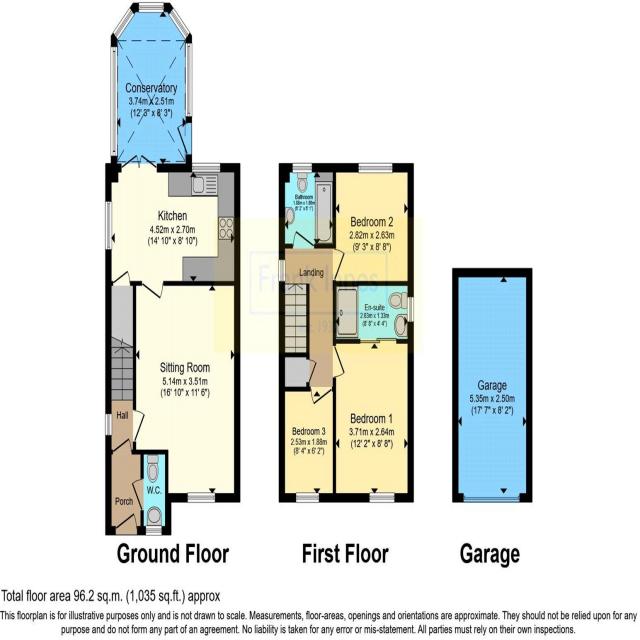 Conservatory
3.74m x 2.51m
(12' 3" x 8' 3")
Kitchen
4.52m x 2.70m
(14' 10" x 8' 10")
Sitting Room
5.14m x 3.51m
(16' 10" x 11' 6")
Hall
Porch
W.C.
Ground Floor
Bathroom
Bedroom 2
2.82m x 2.63m
(9' 3" x 8' 8")
Landing
En-suite
2.63m x 1.33m
(8' 8" x 4' 4")
Bedroom 1
3.71m x 2.64m
(12' 2" x 8' 8")
Bedroom 3
2.53m x 1.88m
(8' 4" x 6' 2")
First Floor
Garage
5.35m x 2.50m
(17' 7" x 8' 2")
Garage
Total floor area 96.2 sq.m. (1,035 sq.ft.) approx
This floorplan is for illustrative purposes only and is not drawn to scale. Measurements, floor-areas, openings and orientations are approximate. They should not be relied upon for any
purpose and do not form any part of an agreement. No liability is taken for any error or mis-statement. All parties must rely on their own inspections.